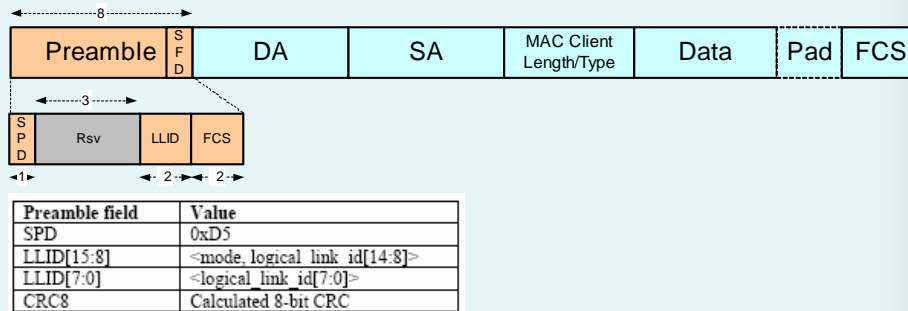 8
Preamble
S
F
D
DA
SA
MAC Client
Length/Type
Data
Pad
FCS
3
S
P
D
Rsv
LLID
FCS
1
2
2
Preamble field Value
SPD 0xD5
LLID[15:8] <mode, logical_link_id[14:8]>
LLID[7:0] <logical_link_id[7:0]>
CRC8 Calculated 8-bit CRC